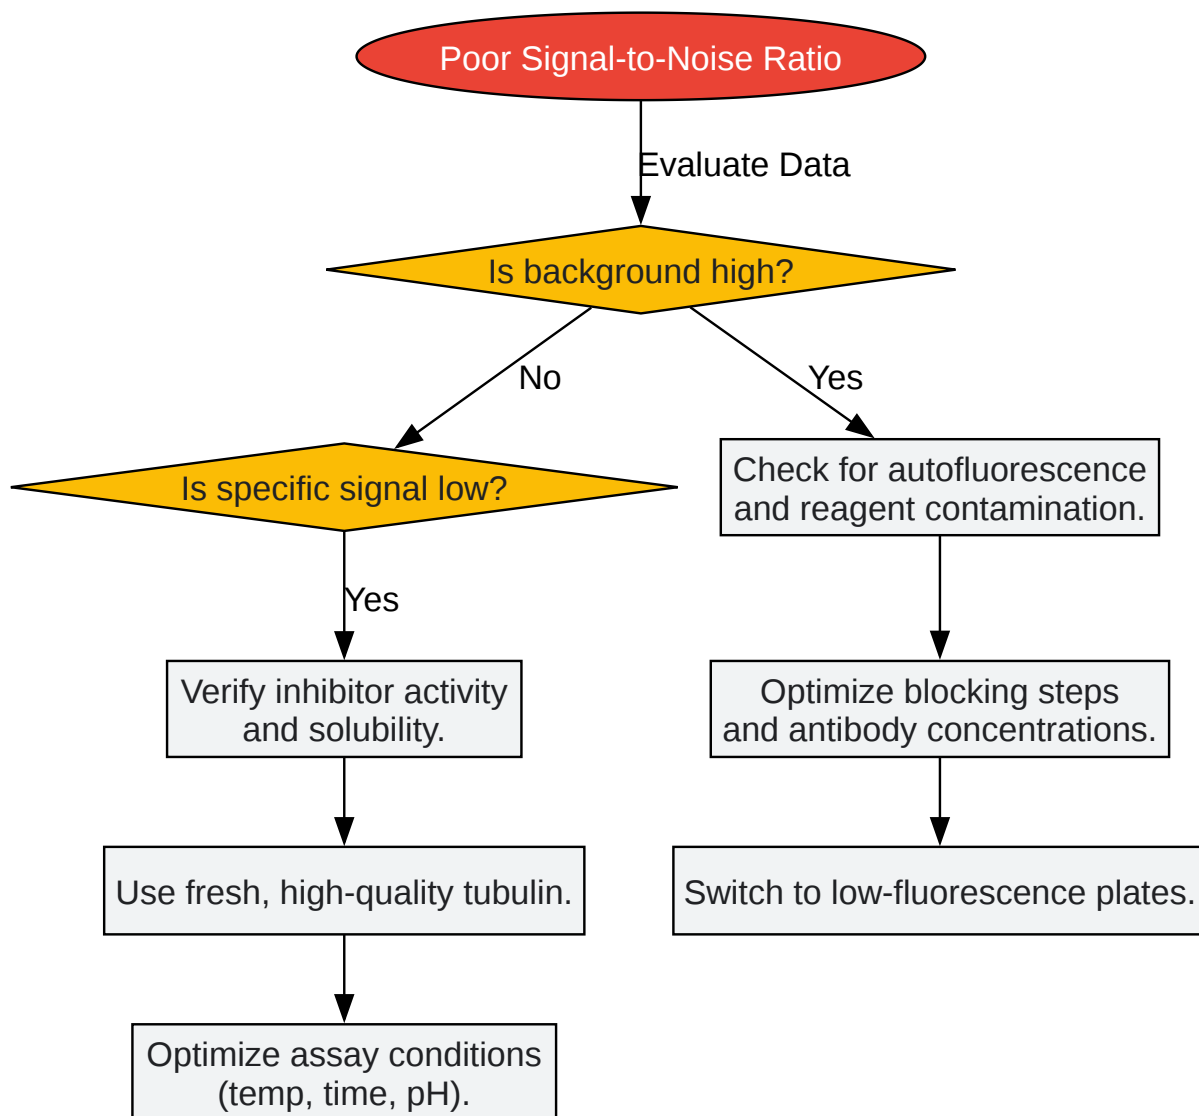 Poor Signal-to-Noise Ratio
Evaluate Data
Is background high?
No
Yes
Is specific signal low?
Check for autofluorescence
and reagent contamination.
Yes
Verify inhibitor activity
and solubility.
Optimize blocking steps
and antibody concentrations.
Use fresh, high-quality tubulin.
Switch to low-fluorescence plates.
Optimize assay conditions
(temp, time, pH).